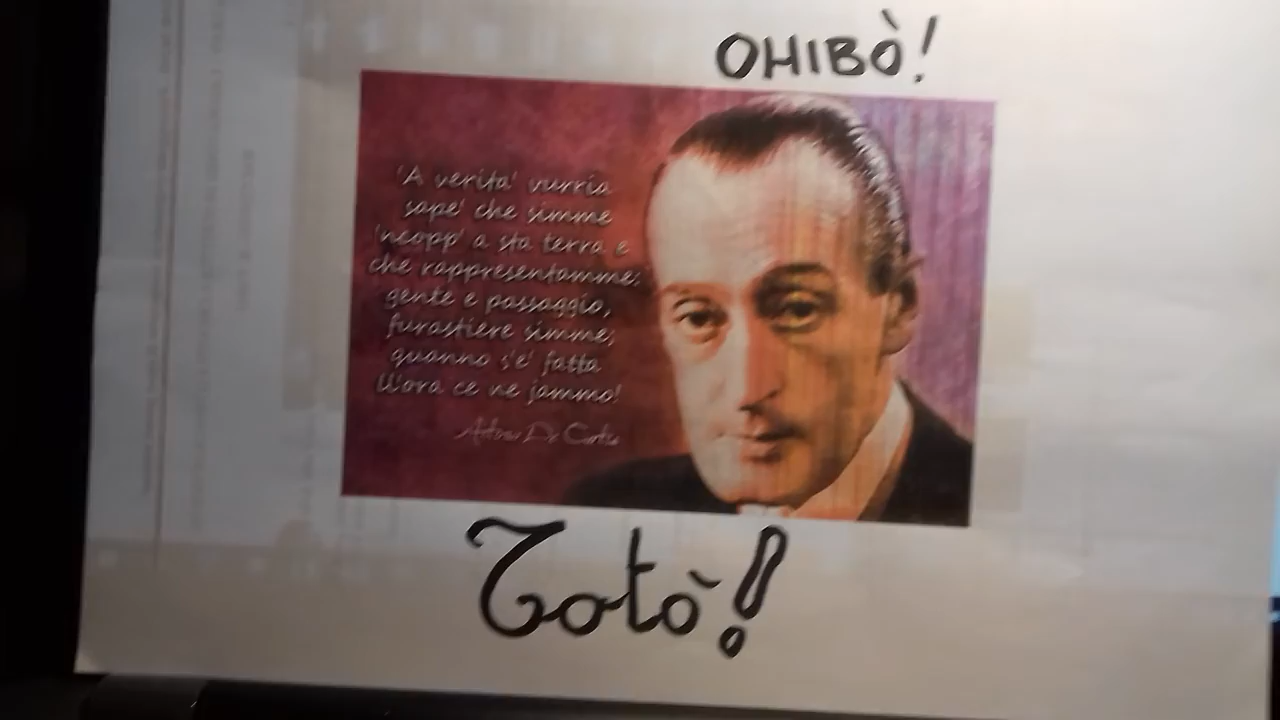 OHIBÒ!
'A verita' vurria
sape' che simme
'ncopp' a sta terra e
che rappresentamme:
gente e passaggio,
furastiere simme;
quanno s'e' fatta
ll'ora ce ne jammo!
Antonio De Curtis
Totò!